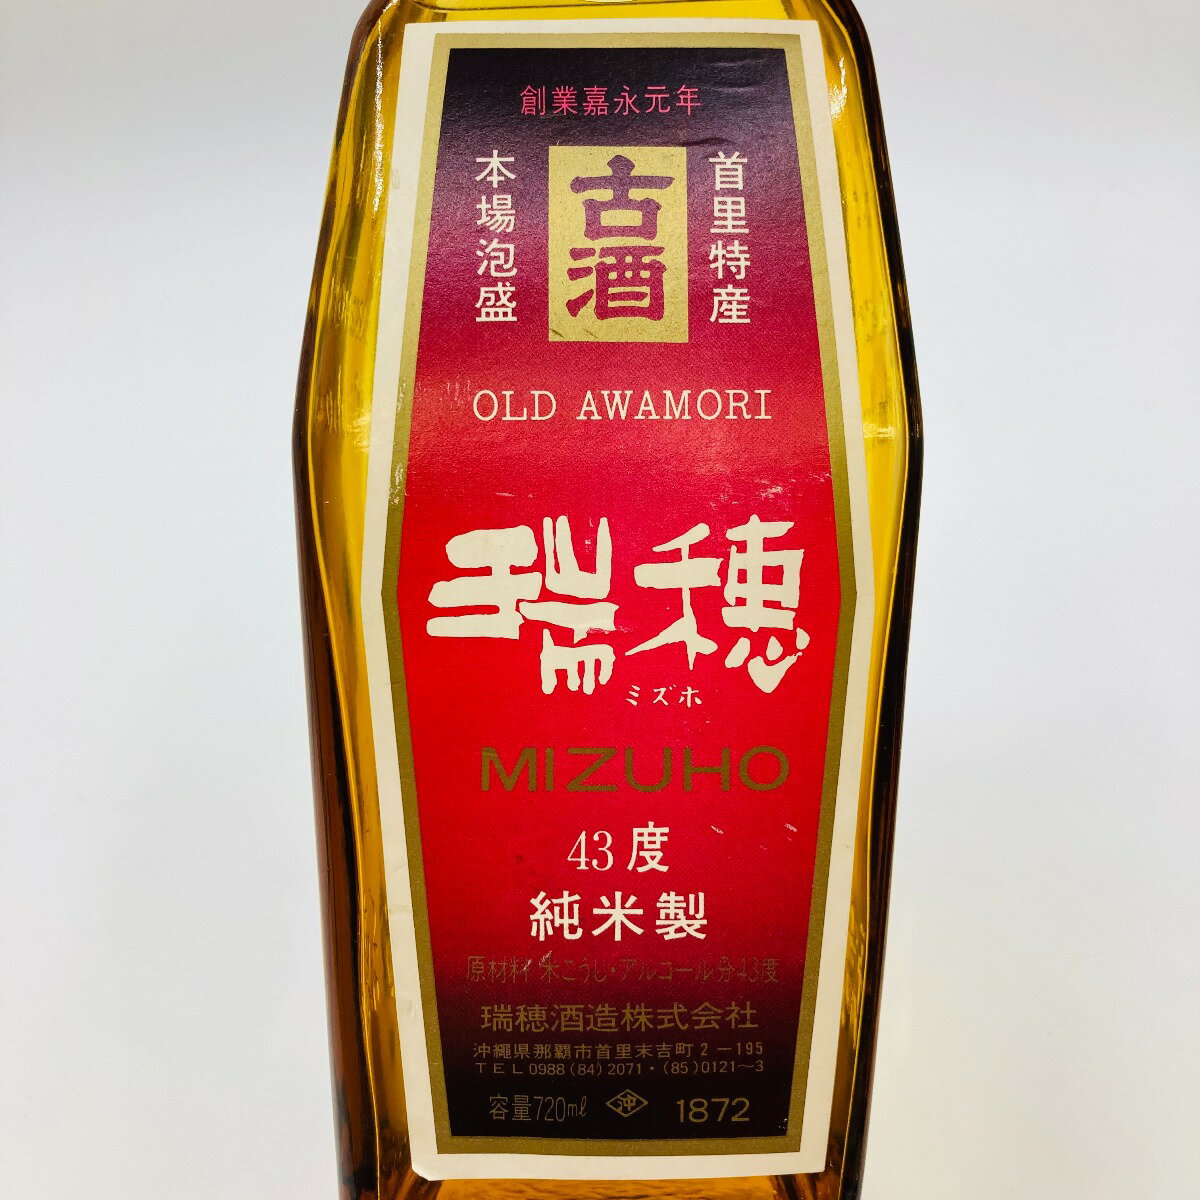 創業嘉永元年
首里特産
古酒
本場泡盛
OLD AWAMORI
瑞穂
ミズホ
MIZUHO
43度
純米製
原材料 米こうじ・アルコール分43度
瑞穂酒造株式会社
沖縄県那覇市首里末吉町2-195
TEL0988(84)2071・(85)0121〜3
容量720㎖ 沖 1872